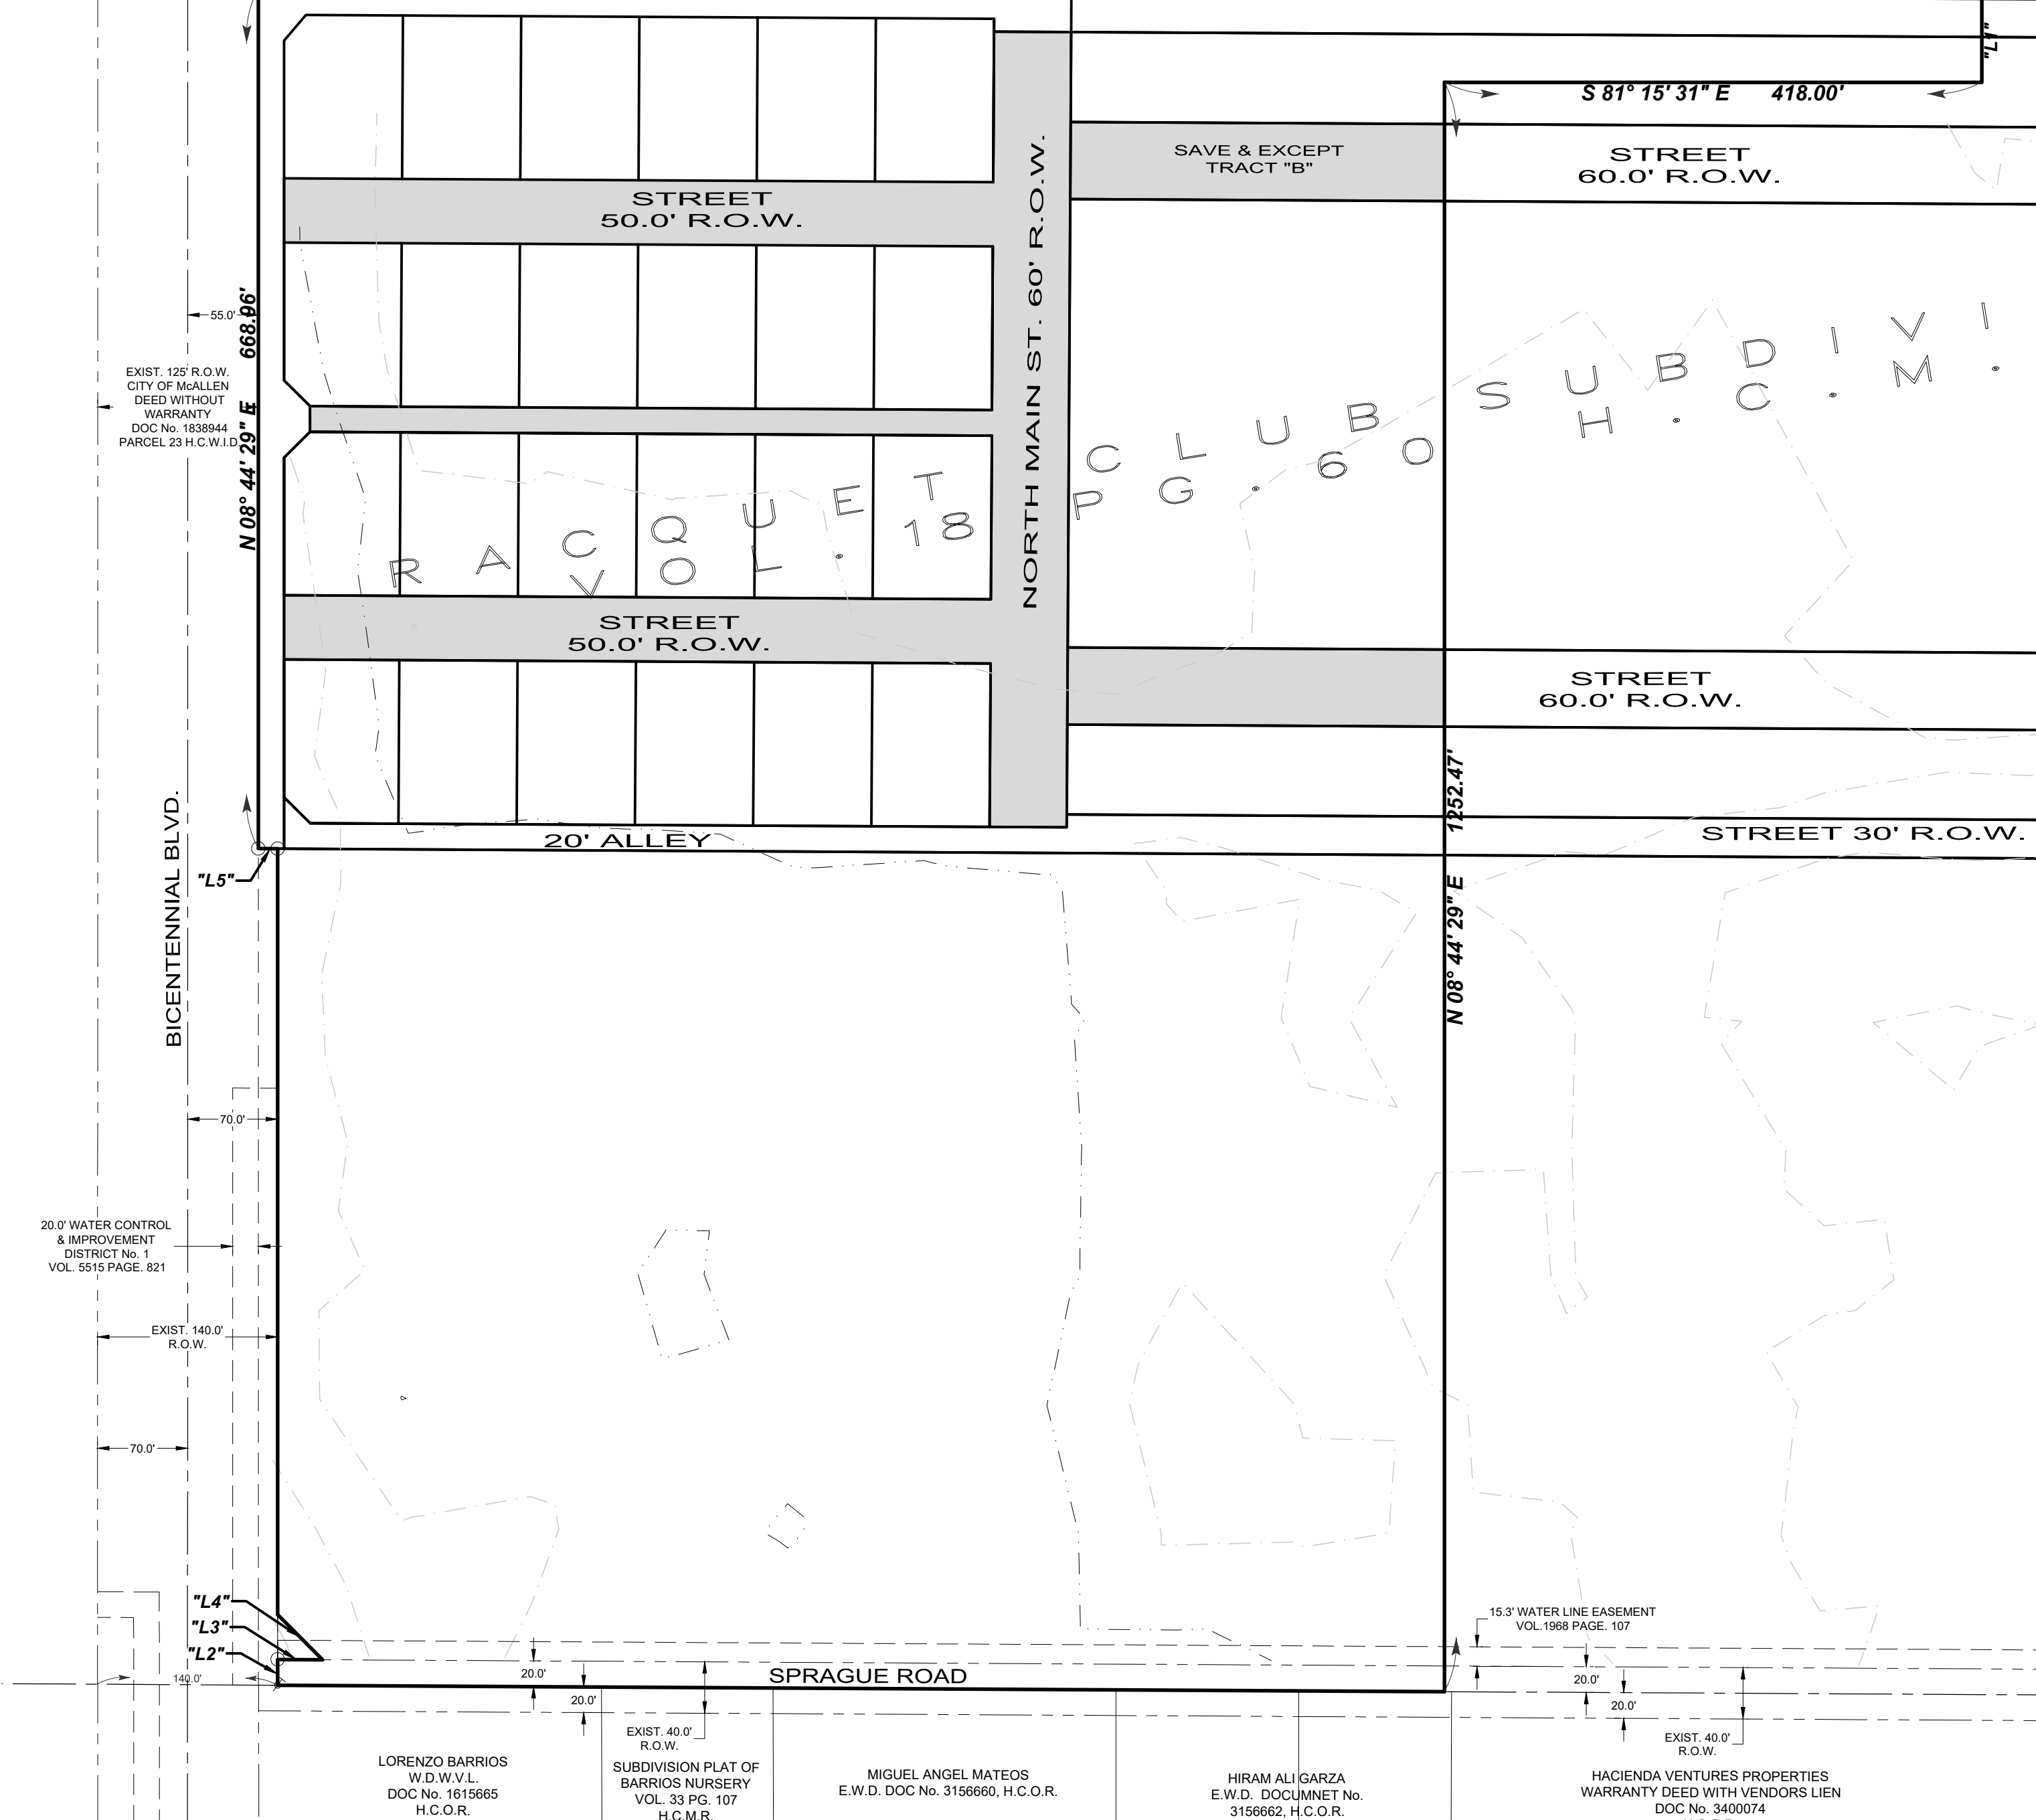 "L1"
S 81° 15' 31" E 418.00'
SAVE & EXCEPT
TRACT "B"
STREET
60.0' R.O.W.
STREET
50.0' R.O.W.
NORTH MAIN ST. 60' R.O.W.
55.0'
N 08° 44' 29" E 668.96'
EXIST. 125' R.O.W.
CITY OF McALLEN
DEED WITHOUT
WARRANTY
DOC No. 1838944
PARCEL 23 H.C.W.I.D.
RACQUET CLUB SUBDIVI
VOL. 18 PG. 60 H.C.M.
STREET
50.0' R.O.W.
STREET
60.0' R.O.W.
N 08° 44' 29" E 1252.47'
20' ALLEY
STREET 30' R.O.W.
"L5"
BICENTENNIAL BLVD.
70.0'
20.0' WATER CONTROL
& IMPROVEMENT
DISTRICT No. 1
VOL. 5515 PAGE. 821
EXIST. 140.0'
R.O.W.
70.0'
"L4"
"L3"
"L2"
140.0'
15.3' WATER LINE EASEMENT
VOL.1968 PAGE. 107
20.0'
SPRAGUE ROAD
20.0'
20.0'
20.0'
EXIST. 40.0'
R.O.W.
EXIST. 40.0'
R.O.W.
LORENZO BARRIOS
W.D.W.V.L.
DOC No. 1615665
H.C.O.R.
SUBDIVISION PLAT OF
BARRIOS NURSERY
VOL. 33 PG. 107
H.C.M.R.
MIGUEL ANGEL MATEOS
E.W.D. DOC No. 3156660, H.C.O.R.
HIRAM ALI GARZA
E.W.D. DOCUMNET No.
3156662, H.C.O.R.
HACIENDA VENTURES PROPERTIES
WARRANTY DEED WITH VENDORS LIEN
DOC No. 3400074